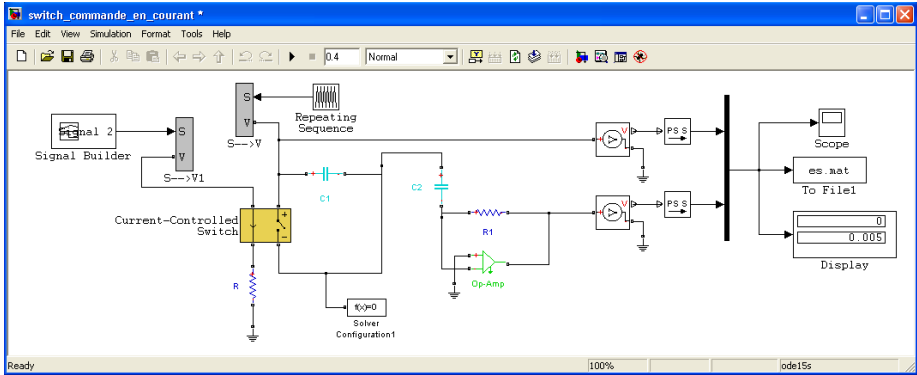 switch_commande_en_courant *
File Edit View Simulation Format Tools Help
0.4 Normal
Signal 2
Signal Builder
S
V
S-->V1
S
V
S-->V
Repeating
Sequence
C1
C2
Current-Controlled
Switch
R
f(x)=0
Solver
Configuration1
R1
Op-Amp
V
PS S
V
PS S
Scope
es.mat
To File1
0
0.005
Display
Ready 100% ode15s